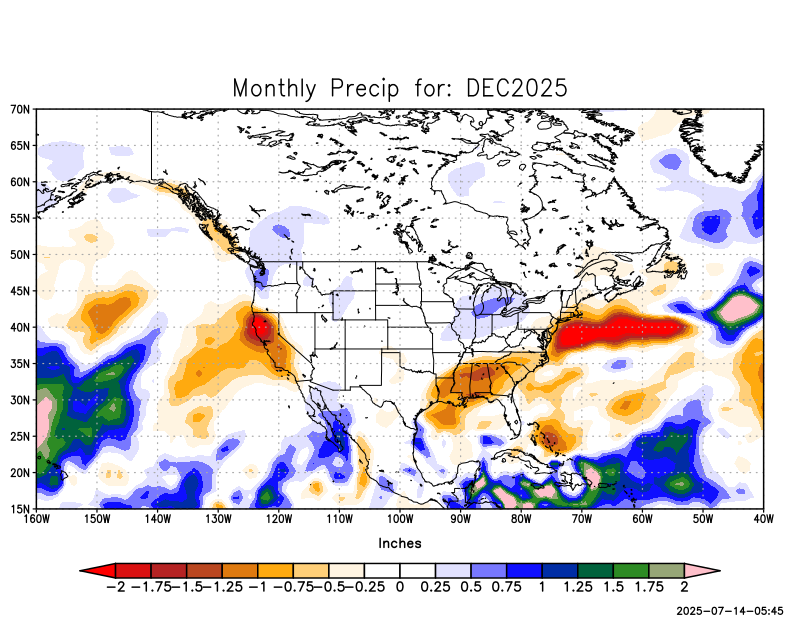 Monthly Precip for: DEC2025
70N
65N
60N
55N
50N
45N
40N
35N
30N
25N
20N
15N
160W 150W 140W 130W 120W 110W 100W 90W 80W 70W 60W 50W 40W
Inches
-2 -1.75 -1.5 -1.25 -1 -0.75 -0.5 -0.25 0 0.25 0.5 0.75 1 1.25 1.5 1.75 2
2025-07-14-05:45